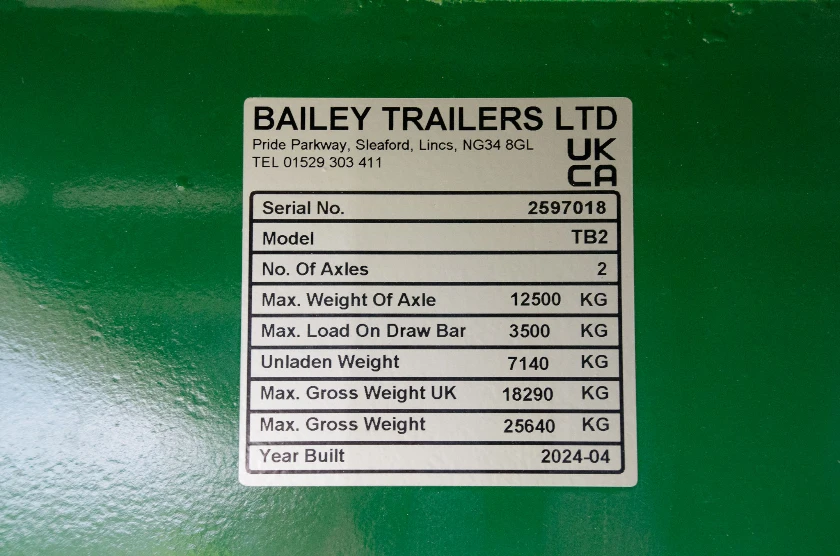 BAILEY TRAILERS LTD
Pride Parkway, Sleaford, Lincs, NG34 8GL
TEL 01529 303 411
UK
CA
Serial No. 2597018
Model TB2
No. Of Axles 2
Max. Weight Of Axle 12500 KG
Max. Load On Draw Bar 3500 KG
Unladen Weight 7140 KG
Max. Gross Weight UK 18290 KG
Max. Gross Weight 25640 KG
Year Built 2024-04